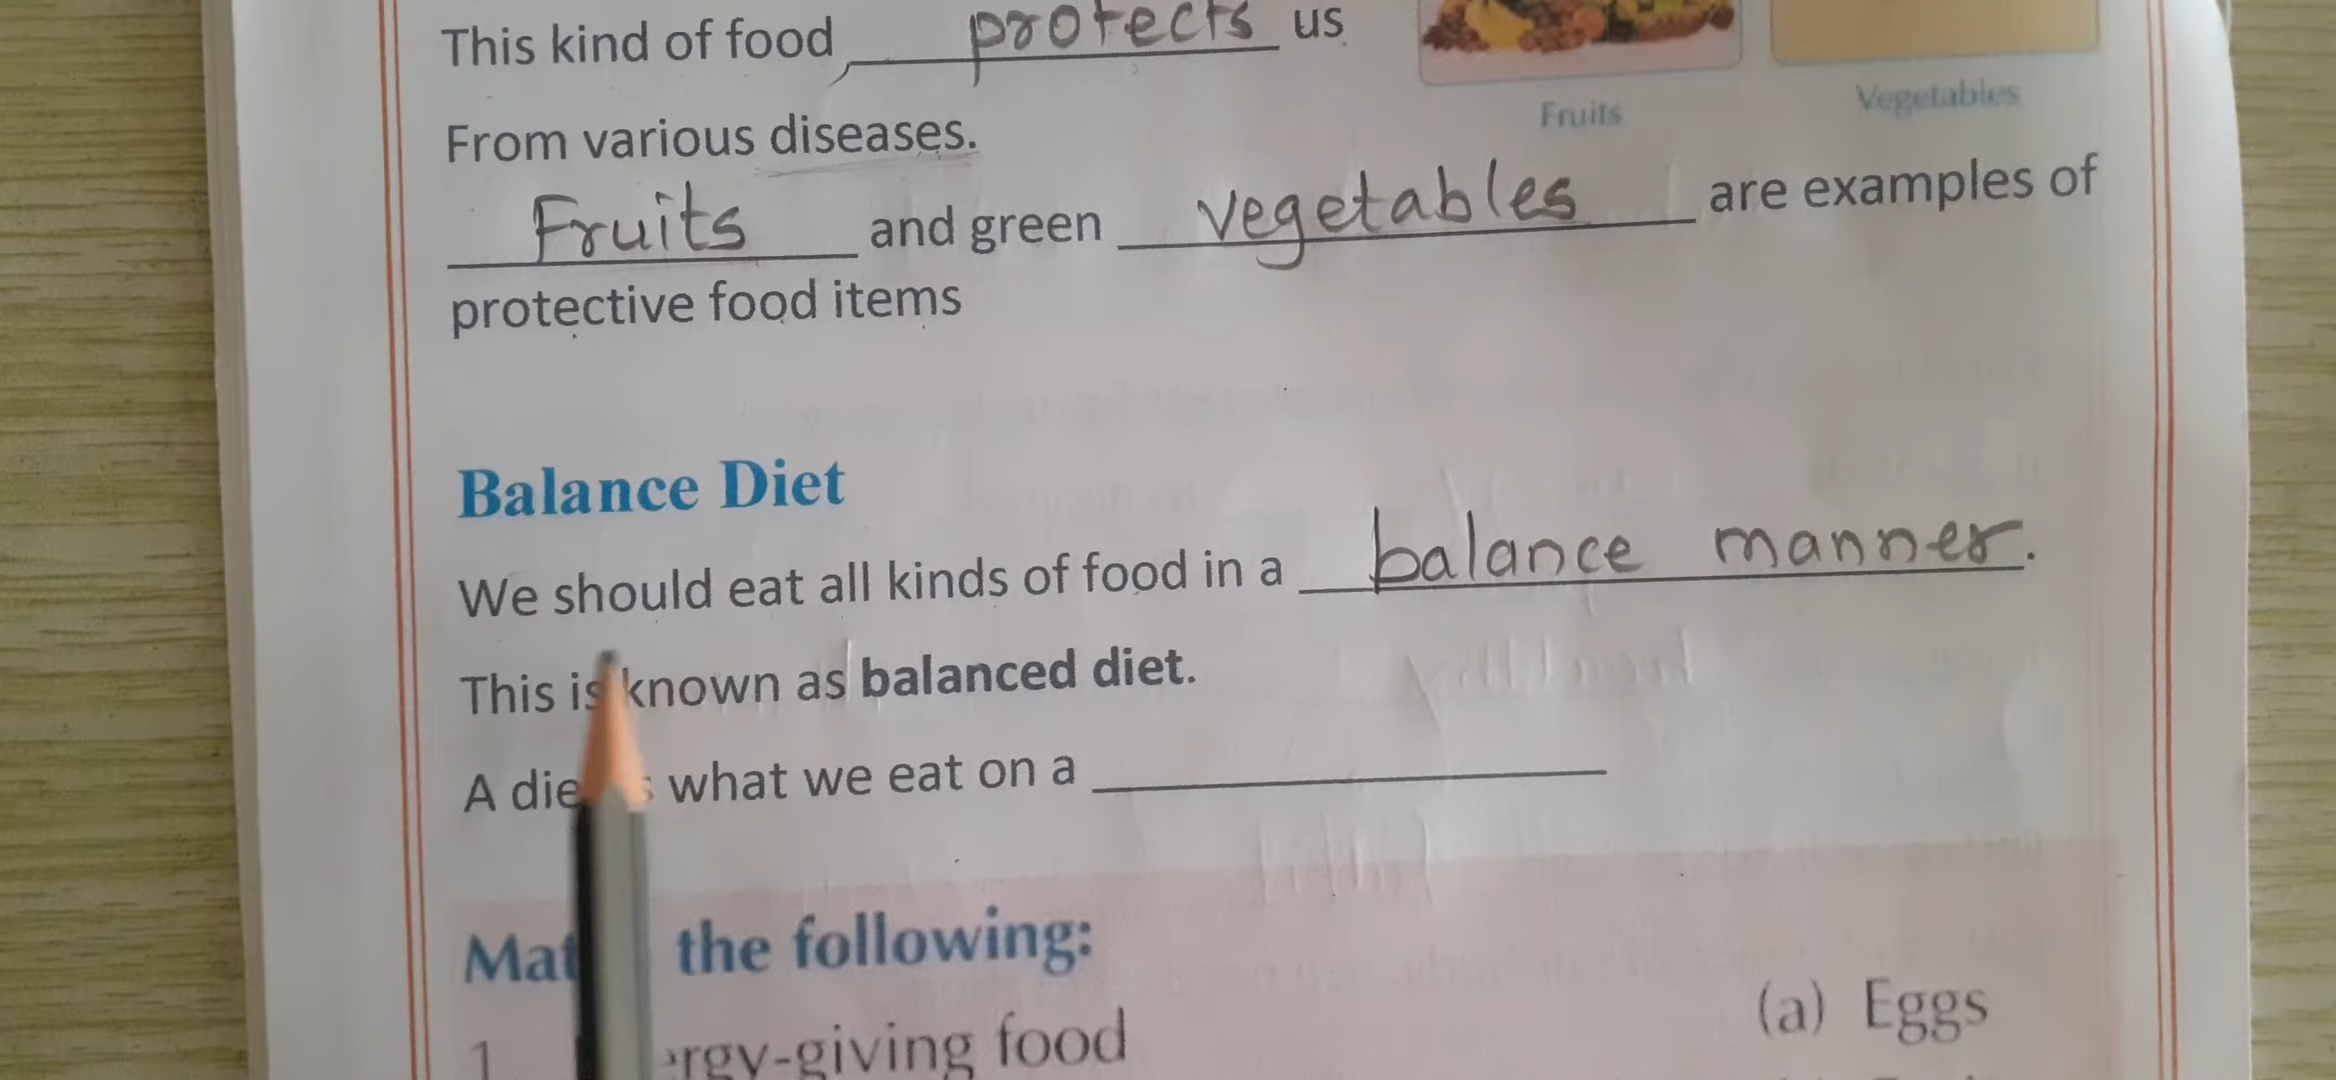 This kind of food protects us
Fruits
Vegetables
From various diseases.
Fruits and green vegetables are examples of
protective food items
Balance Diet
We should eat all kinds of food in a balance manner.
This is known as balanced diet.
A what we eat on a
the following:
1 food
(a) Eggs